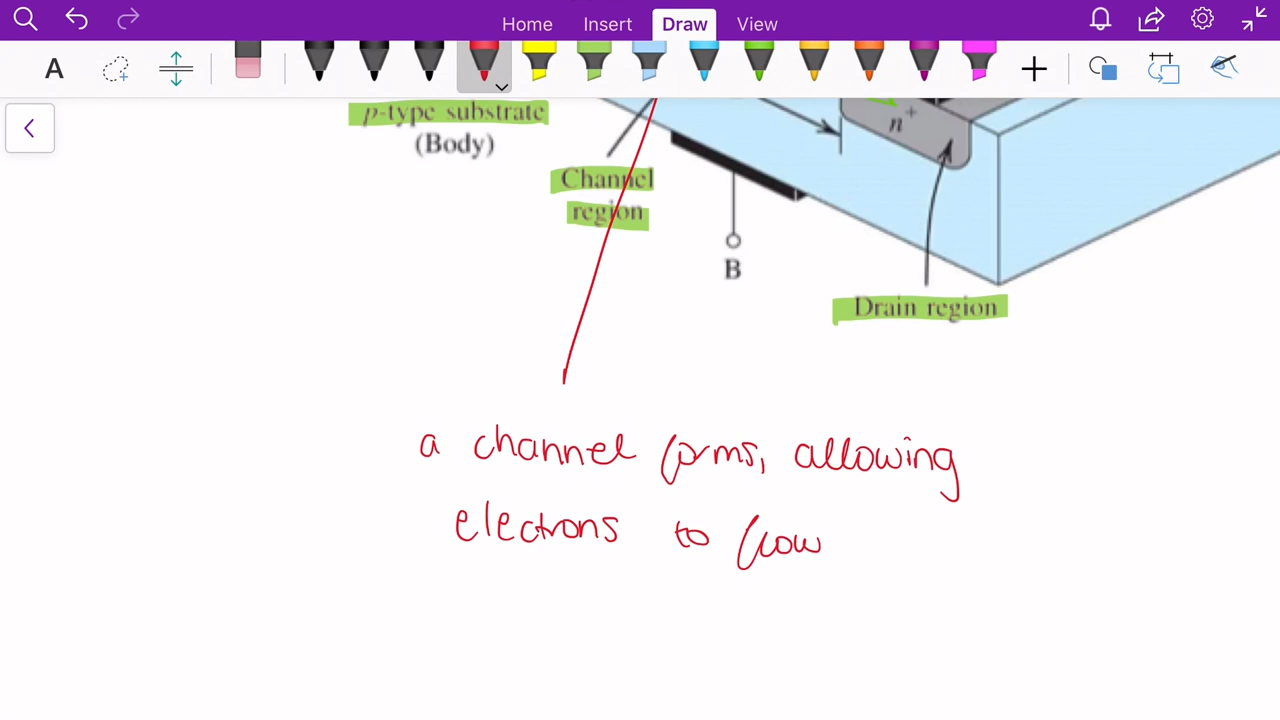 Home Insert Draw View
A
p-type substrate
(Body)
n+
Channel
region
B
Drain region
a channel forms, allowing
electrons to flow